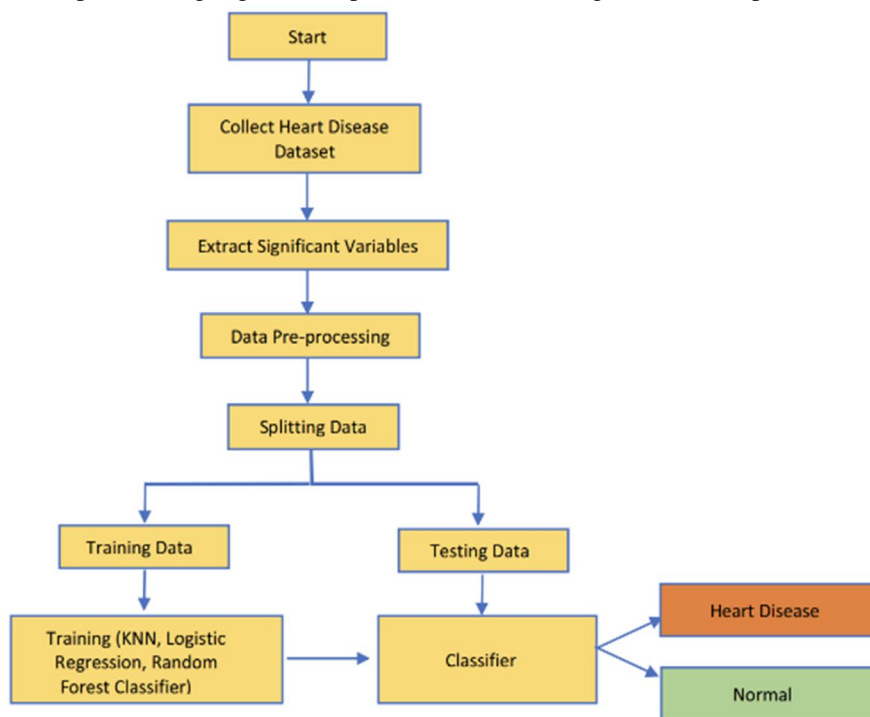 Start
Collect Heart Disease
Dataset
Extract Significant Variables
Data Pre-processing
Splitting Data
Training Data
Testing Data
Training (KNN, Logistic
Regression, Random
Forest Classifier)
Classifier
Heart Disease
Normal